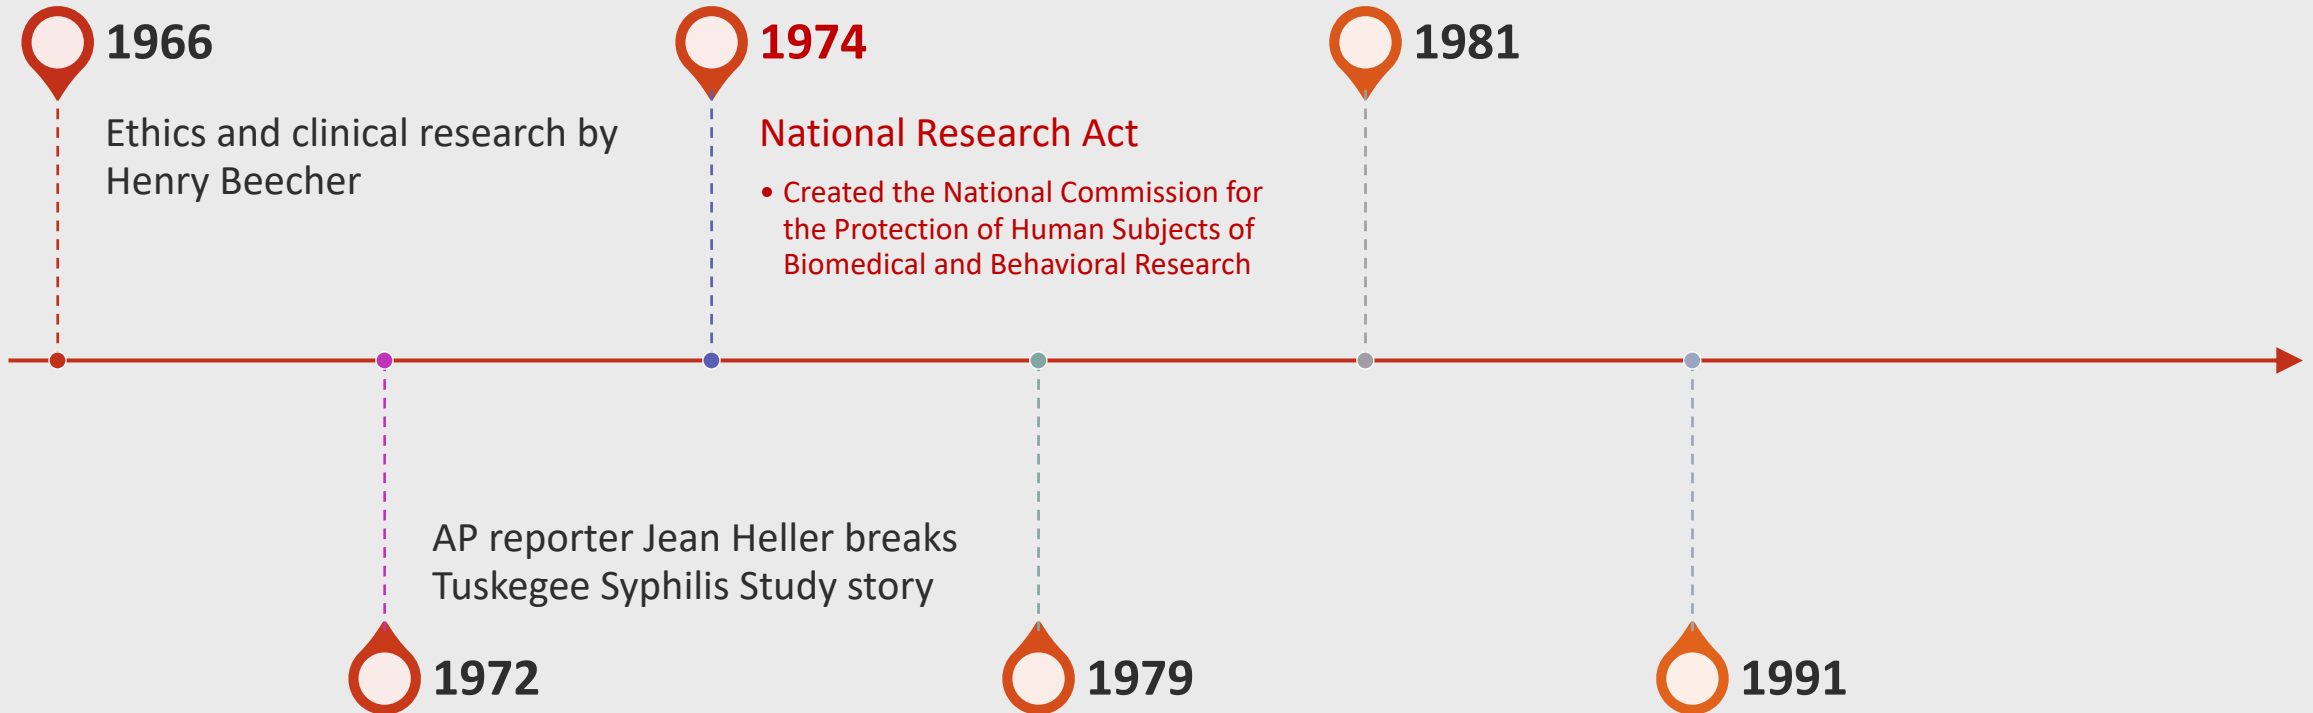 1966
Ethics and clinical research by
Henry Beecher
1974
National Research Act
• Created the National Commission for
the Protection of Human Subjects of
Biomedical and Behavioral Research
1981
AP reporter Jean Heller breaks
Tuskegee Syphilis Study story
1972
1979
1991